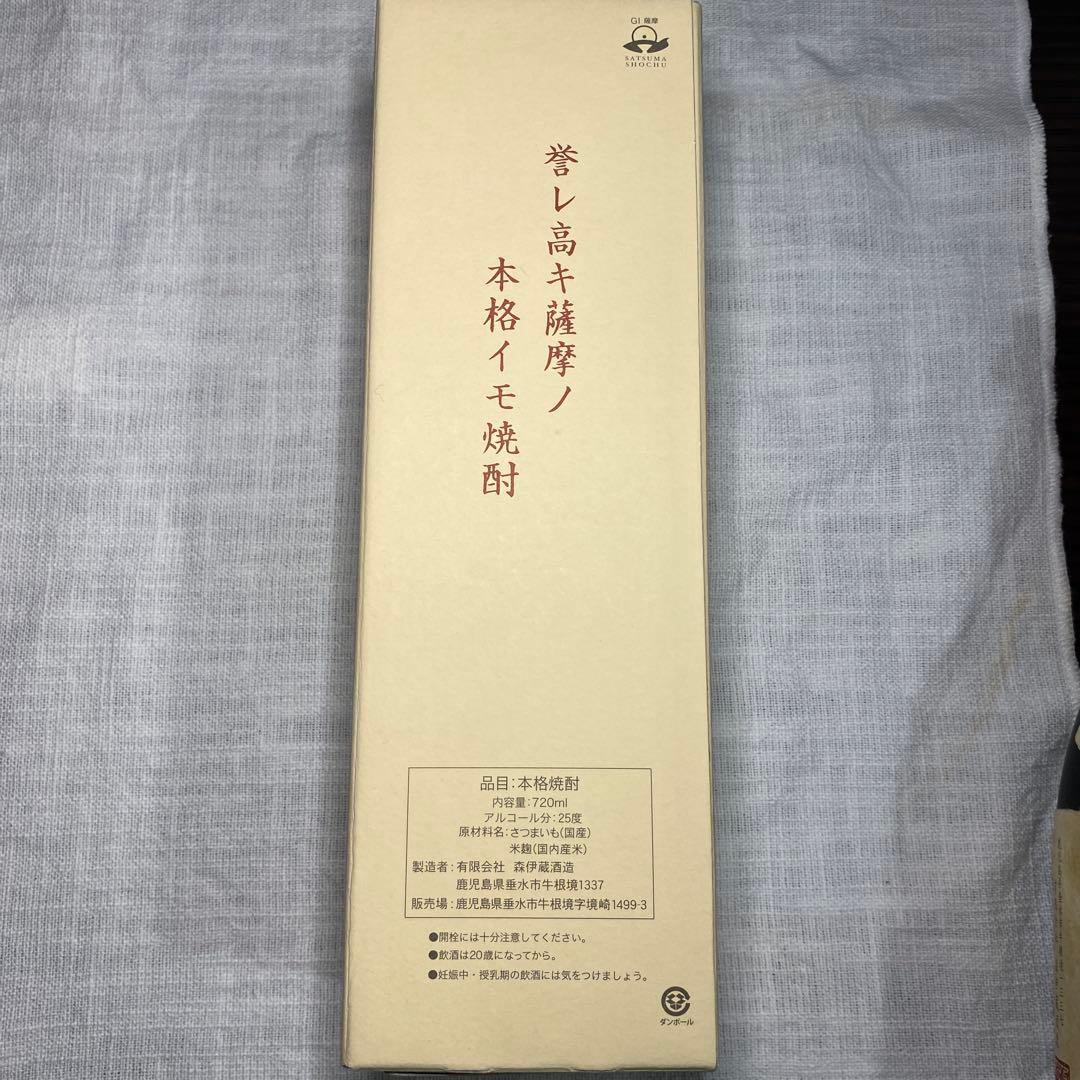 GI 薩摩
SATSUMA
SHOCHU
誉レ高キ薩摩ノ
本格イモ焼酎
品目:本格焼酎
内容量:720ml
アルコール分:25度
原材料名:さつまいも(国産)
米麹(国内産米)
製造者:有限会社 森伊蔵酒造
鹿児島県垂水市牛根境1337
販売場:鹿児島県垂水市牛根境字境崎1499-3
●開栓には十分注意してください。
●飲酒は20歳になってから。
●妊娠中・授乳期の飲酒には気をつけましょう。
ダンボール